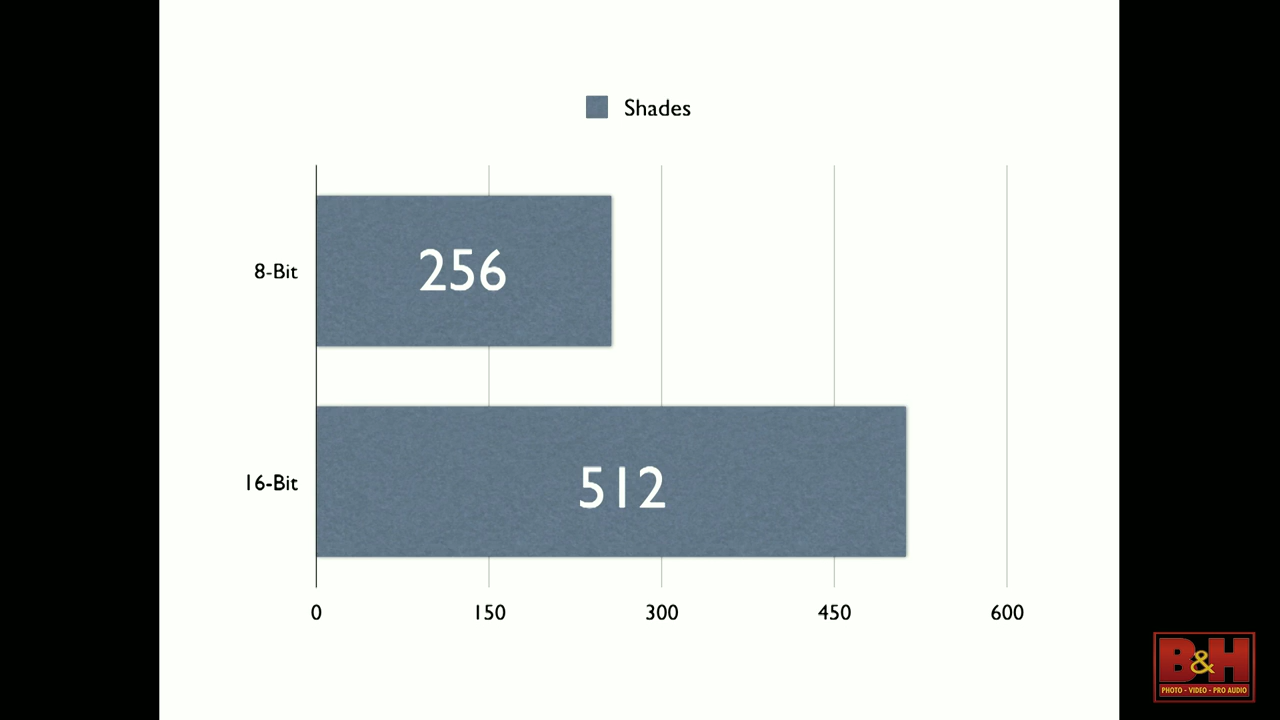 Shades
8-Bit
256
16-Bit
512
0 150 300 450 600
B&H
PHOTO - VIDEO - PRO AUDIO